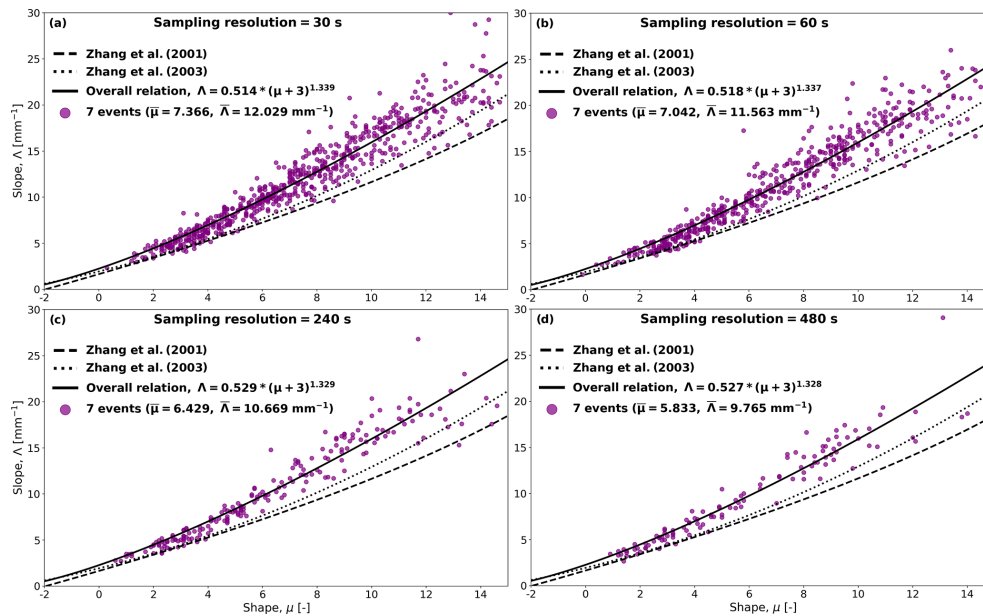 (a) Sampling resolution = 30 s
Zhang et al. (2001)
Zhang et al. (2003)
Overall relation, Λ = 0.514 * (μ + 3)^1.339
7 events (μ̅ = 7.366, Λ̅ = 12.029 mm⁻¹)
Slope, Λ [mm⁻¹]
30
25
20
15
10
5
0
-2 0 2 4 6 8 10 12 14
(b) Sampling resolution = 60 s
Zhang et al. (2001)
Zhang et al. (2003)
Overall relation, Λ = 0.518 * (μ + 3)^1.337
7 events (μ̅ = 7.042, Λ̅ = 11.563 mm⁻¹)
30
25
20
15
10
5
0
-2 0 2 4 6 8 10 12 14
(c) Sampling resolution = 240 s
Zhang et al. (2001)
Zhang et al. (2003)
Overall relation, Λ = 0.529 * (μ + 3)^1.329
7 events (μ̅ = 6.429, Λ̅ = 10.669 mm⁻¹)
Slope, Λ [mm⁻¹]
30
25
20
15
10
5
0
-2 0 2 4 6 8 10 12 14
Shape, μ [-]
(d) Sampling resolution = 480 s
Zhang et al. (2001)
Zhang et al. (2003)
Overall relation, Λ = 0.527 * (μ + 3)^1.328
7 events (μ̅ = 5.833, Λ̅ = 9.765 mm⁻¹)
30
25
20
15
10
5
0
-2 0 2 4 6 8 10 12 14
Shape, μ [-]